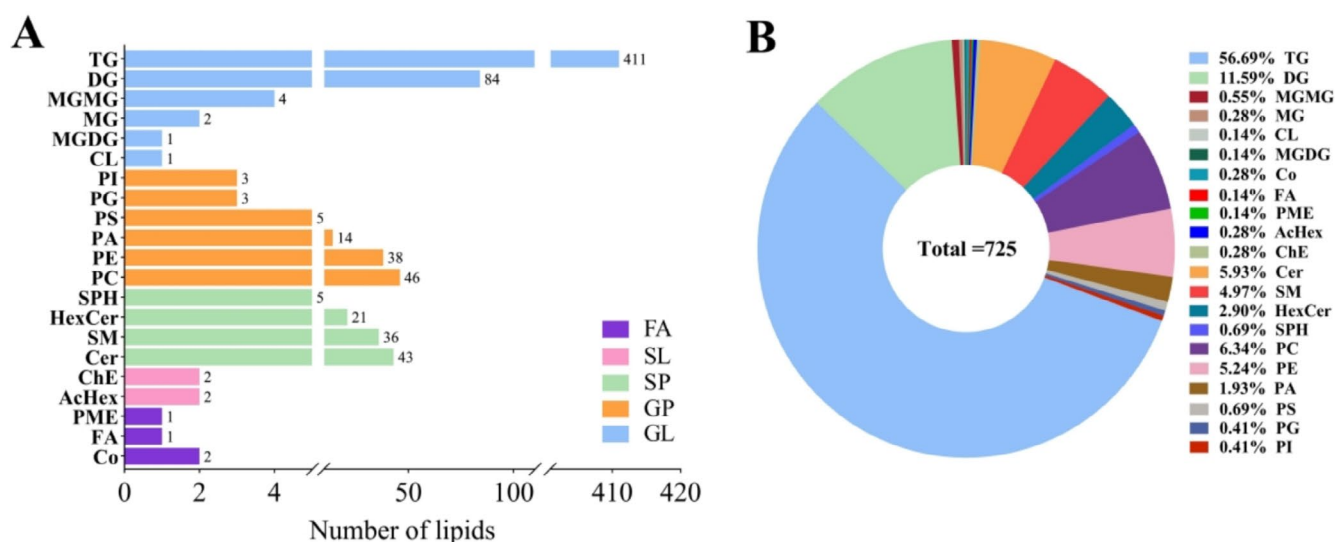 A
TG 411
DG 84
MGMG 4
MG 2
MGDG 1
CL 1
PI 3
PG 3
PS 5
PA 14
PE 38
PC 46
SPH 5
HexCer 21
SM 36
Cer 43
ChE 2
AcHex 2
PME 1
FA 1
Co 2
FA
SL
SP
GP
GL
0 2 4 50 100 410 420
Number of lipids
B
Total =725
56.69% TG
11.59% DG
0.55% MGMG
0.28% MG
0.14% CL
0.14% MGDG
0.28% Co
0.14% FA
0.14% PME
0.28% AcHex
0.28% ChE
5.93% Cer
4.97% SM
2.90% HexCer
0.69% SPH
6.34% PC
5.24% PE
1.93% PA
0.69% PS
0.41% PG
0.41% PI